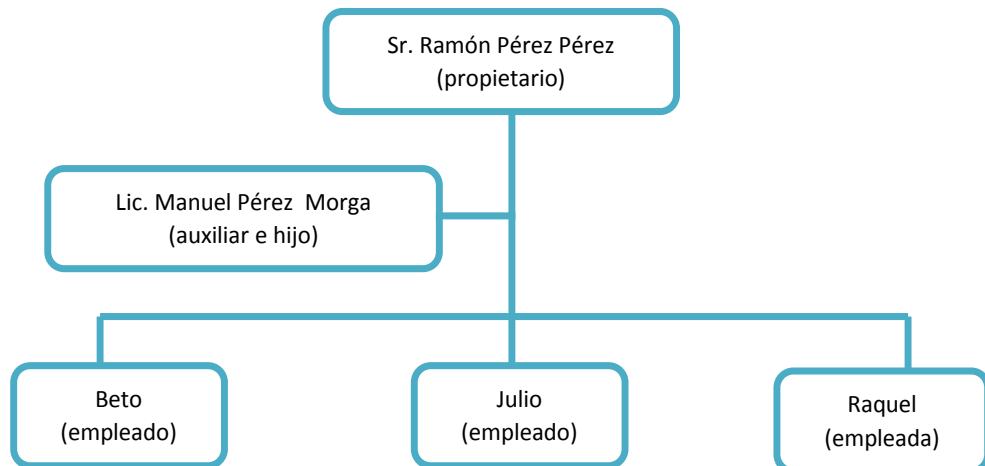 Sr. Ramón Pérez Pérez
(propietario)
Lic. Manuel Pérez  Morga
(auxiliar e hijo)
Beto
(empleado)
Julio
(empleado)
Raquel
(empleada)